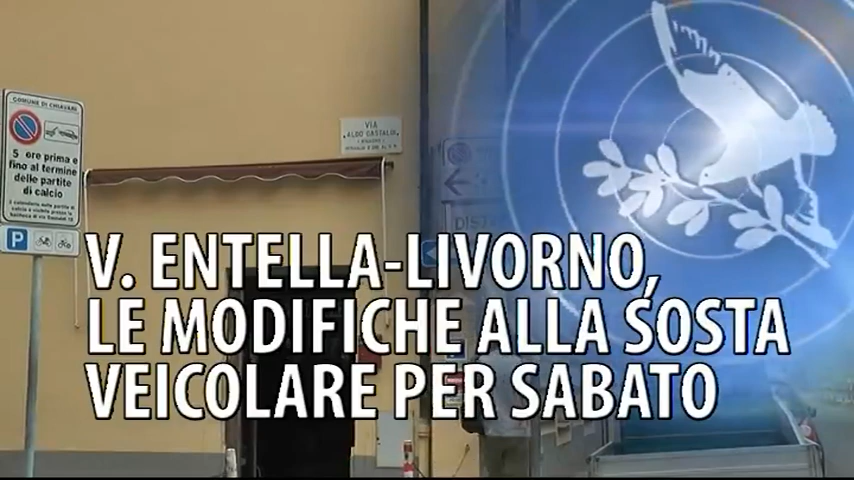 COMUNE DI CHIAVARI
5 ore prima e
fino al termine
delle partite
di calcio
P
VIA
ALDO GASTALDI
V. ENTELLA-LIVORNO,
LE MODIFICHE ALLA SOSTA
VEICOLARE PER SABATO